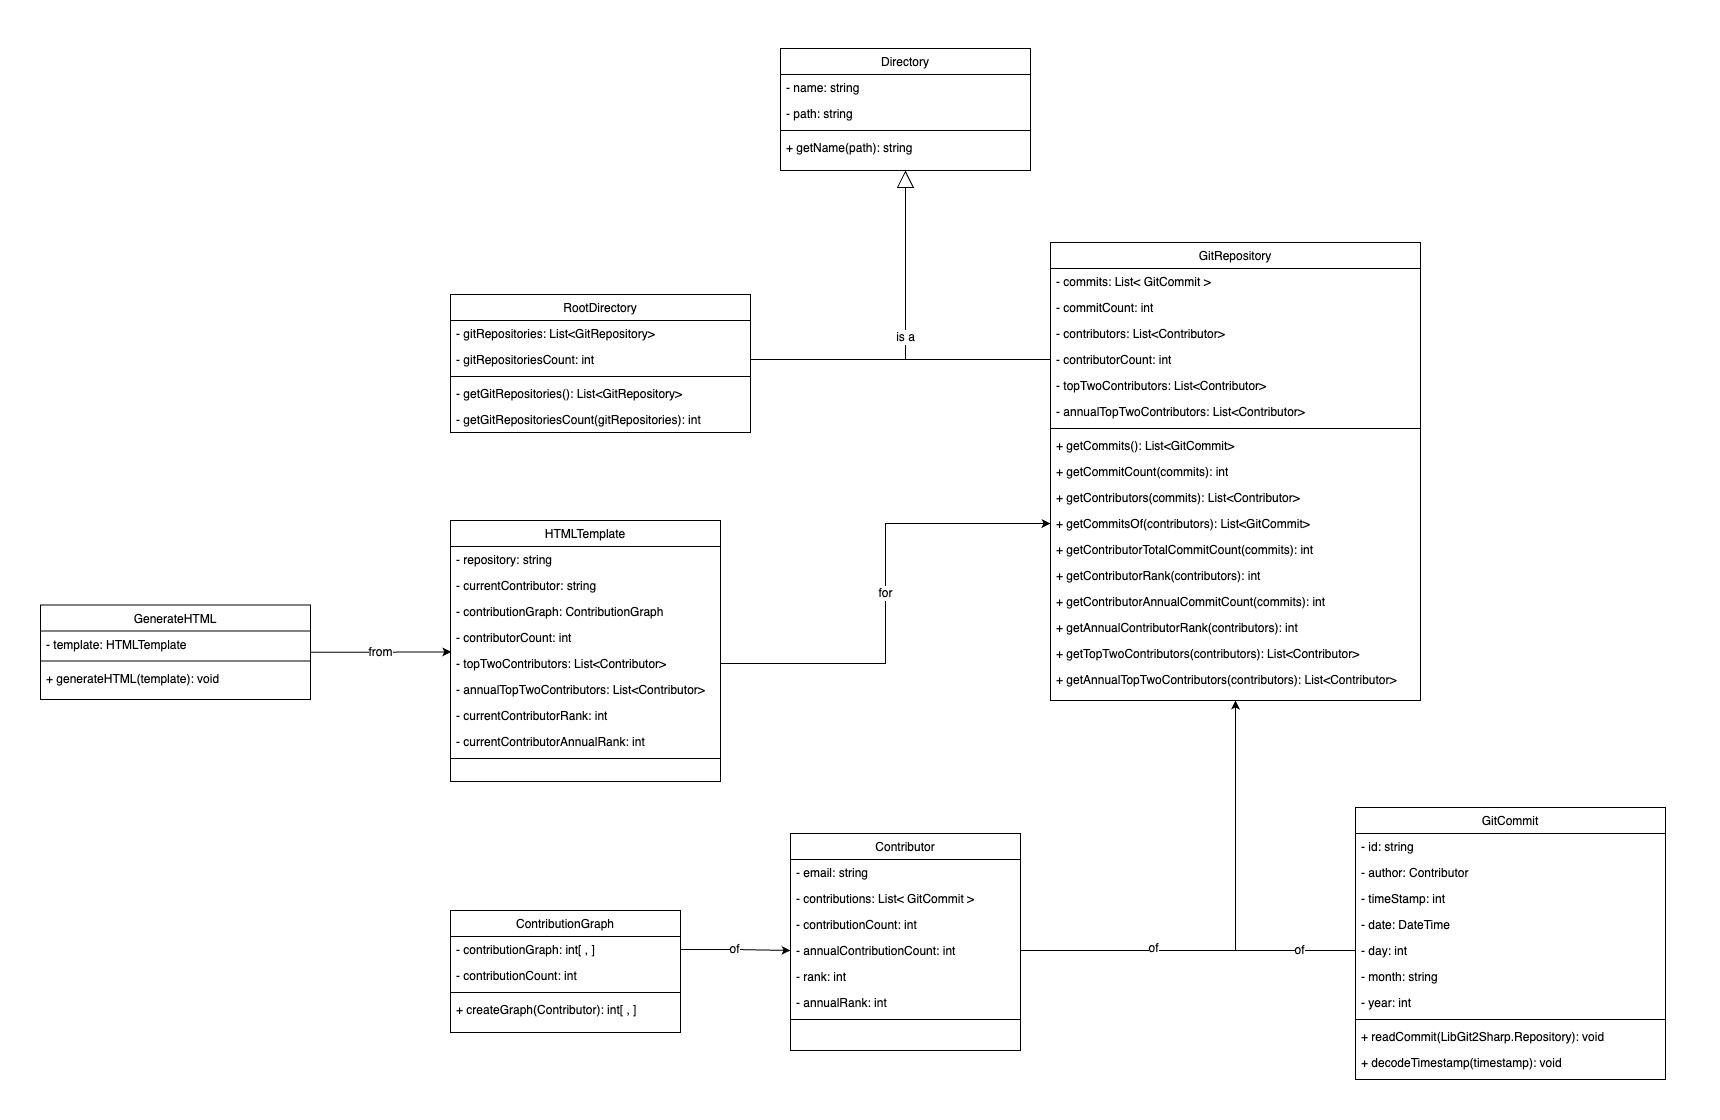 Directory
- name: string
- path: string
+ getName(path): string
is a
RootDirectory
- gitRepositories: List<GitRepository>
- gitRepositoriesCount: int
- getGitRepositories(): List<GitRepository>
- getGitRepositoriesCount(gitRepositories): int
GitRepository
- commits: List< GitCommit >
- commitCount: int
- contributors: List<Contributor>
- contributorCount: int
- topTwoContributors: List<Contributor>
- annualTopTwoContributors: List<Contributor>
+ getCommits(): List<GitCommit>
+ getCommitCount(commits): int
+ getContributors(commits): List<Contributor>
+ getCommitsOf(contributors): List<GitCommit>
+ getContributorTotalCommitCount(commits): int
+ getContributorRank(contributors): int
+ getContributorAnnualCommitCount(commits): int
+ getAnnualContributorRank(contributors): int
+ getTopTwoContributors(contributors): List<Contributor>
+ getAnnualTopTwoContributors(contributors): List<Contributor>
GenerateHTML
- template: HTMLTemplate
+ generateHTML(template): void
from
HTMLTemplate
- repository: string
- currentContributor: string
- contributionGraph: ContributionGraph
- contributorCount: int
- topTwoContributors: List<Contributor>
- annualTopTwoContributors: List<Contributor>
- currentContributorRank: int
- currentContributorAnnualRank: int
for
ContributionGraph
- contributionGraph: int[ , ]
- contributionCount: int
+ createGraph(Contributor): int[ , ]
of
Contributor
- email: string
- contributions: List< GitCommit >
- contributionCount: int
- annualContributionCount: int
- rank: int
- annualRank: int
of
of
GitCommit
- id: string
- author: Contributor
- timeStamp: int
- date: DateTime
- day: int
- month: string
- year: int
+ readCommit(LibGit2Sharp.Repository): void
+ decodeTimestamp(timestamp): void